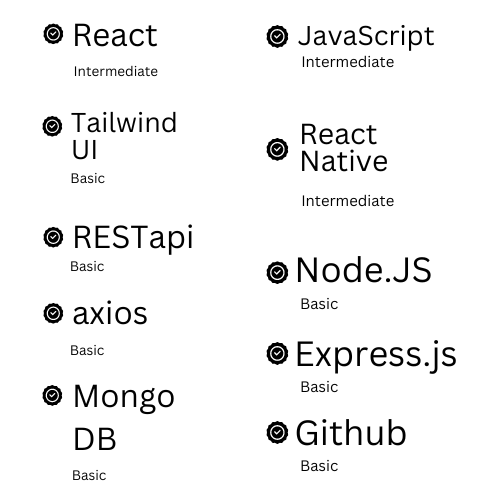 React
Intermediate
Tailwind
UI
Basic
RESTapi
Basic
axios
Basic
Mongo
DB
Basic
JavaScript
Intermediate
React
Native
Intermediate
Node.JS
Basic
Express.js
Basic
Github
Basic